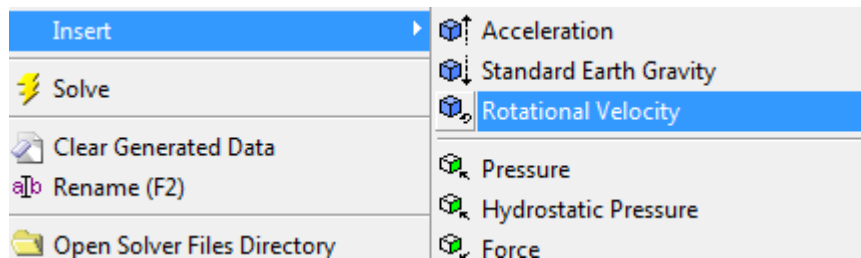 Insert
Solve
Clear Generated Data
Rename (F2)
Open Solver Files Directory
Acceleration
Standard Earth Gravity
Rotational Velocity
Pressure
Hydrostatic Pressure
Force